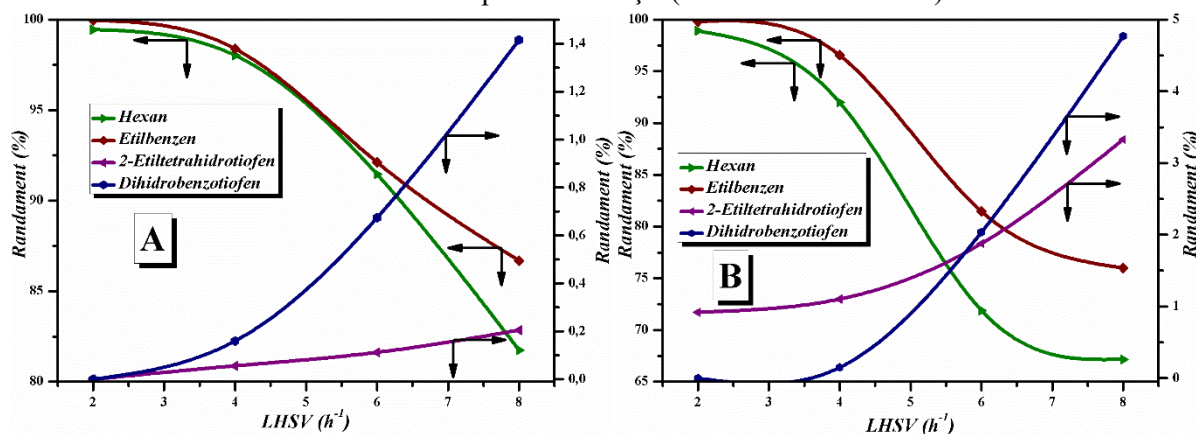 100
95
90
85
80
Randament (%)
1,4
1,2
1,0
0,8
0,6
0,4
0,2
0,0
Randament (%)
Hexan
Etilbenzen
2-Etiltetrahidrotiofen
Dihidrobenzotiofen
A
2 3 4 5 6 7 8
LHSV (h⁻¹)
100
95
90
85
80
75
70
65
Randament (%)
5
4
3
2
1
0
Randament (%)
Hexan
Etilbenzen
2-Etiltetrahidrotiofen
Dihidrobenzotiofen
B
2 3 4 5 6 7 8
LHSV (h⁻¹)